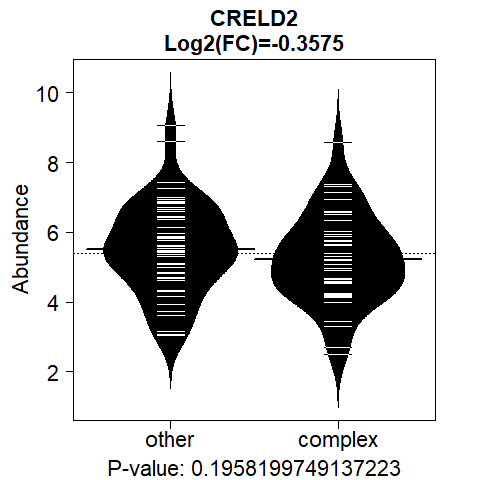 CRELD2
Log2(FC)=-0.3575
Abundance
10
8
6
4
2
other complex
P-value: 0.1958199749137223